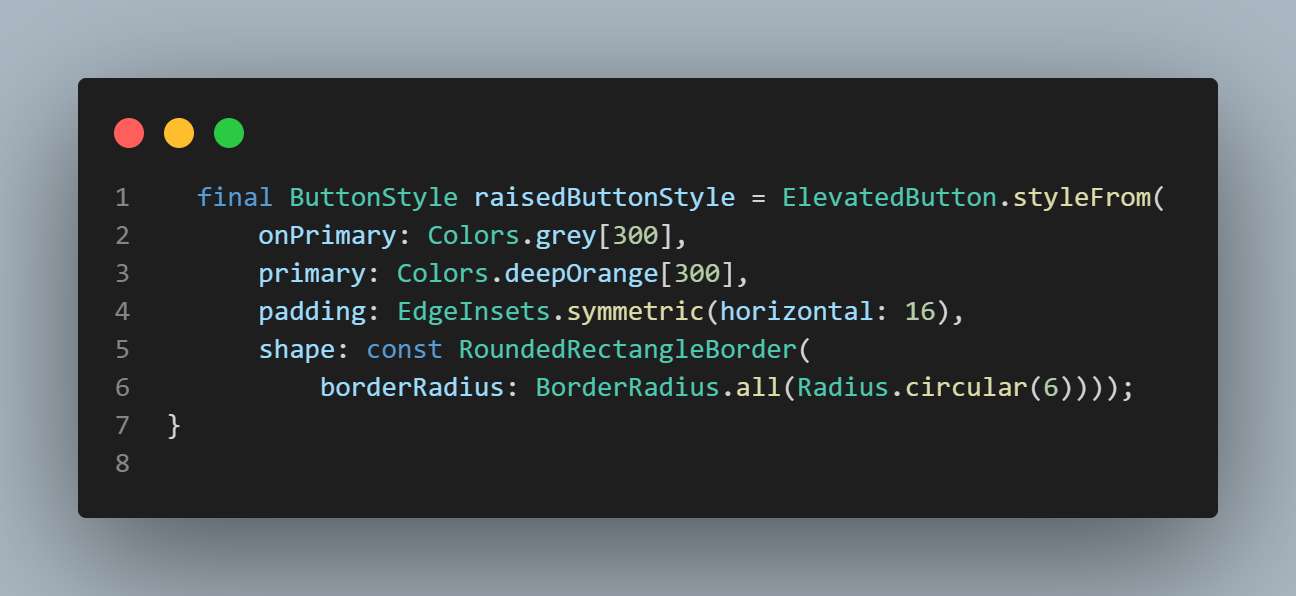 1 final ButtonStyle raisedButtonStyle = ElevatedButton.styleFrom(
2 onPrimary: Colors.grey[300],
3 primary: Colors.deepOrange[300],
4 padding: EdgeInsets.symmetric(horizontal: 16),
5 shape: const RoundedRectangleBorder(
6 borderRadius: BorderRadius.all(Radius.circular(6))));
7 }
8